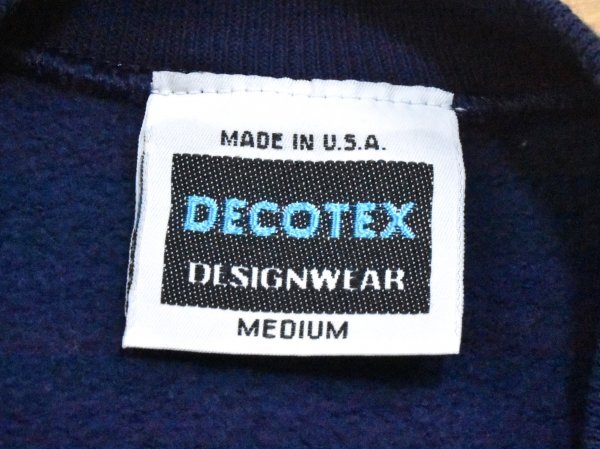 MADE IN U.S.A.
DECOTEX
DESIGNWEAR
MEDIUM